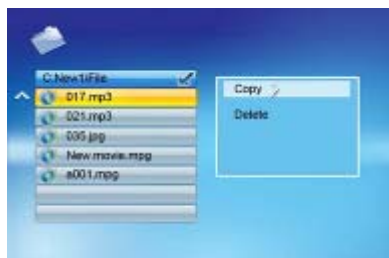 C:New1\File
017.mp3
021.mp3
035.jpg
New movie.mpg
a001.mpg
Copy
Delete